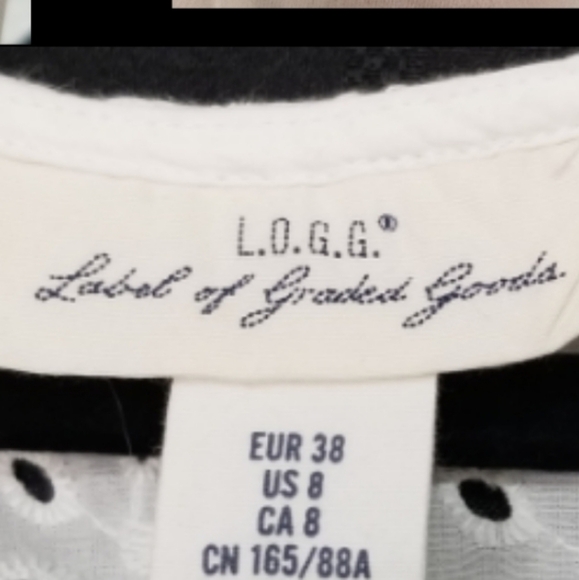 L.O.G.G.®
Label of Graded Goods.
EUR 38
US 8
CA 8
CN 165/88A